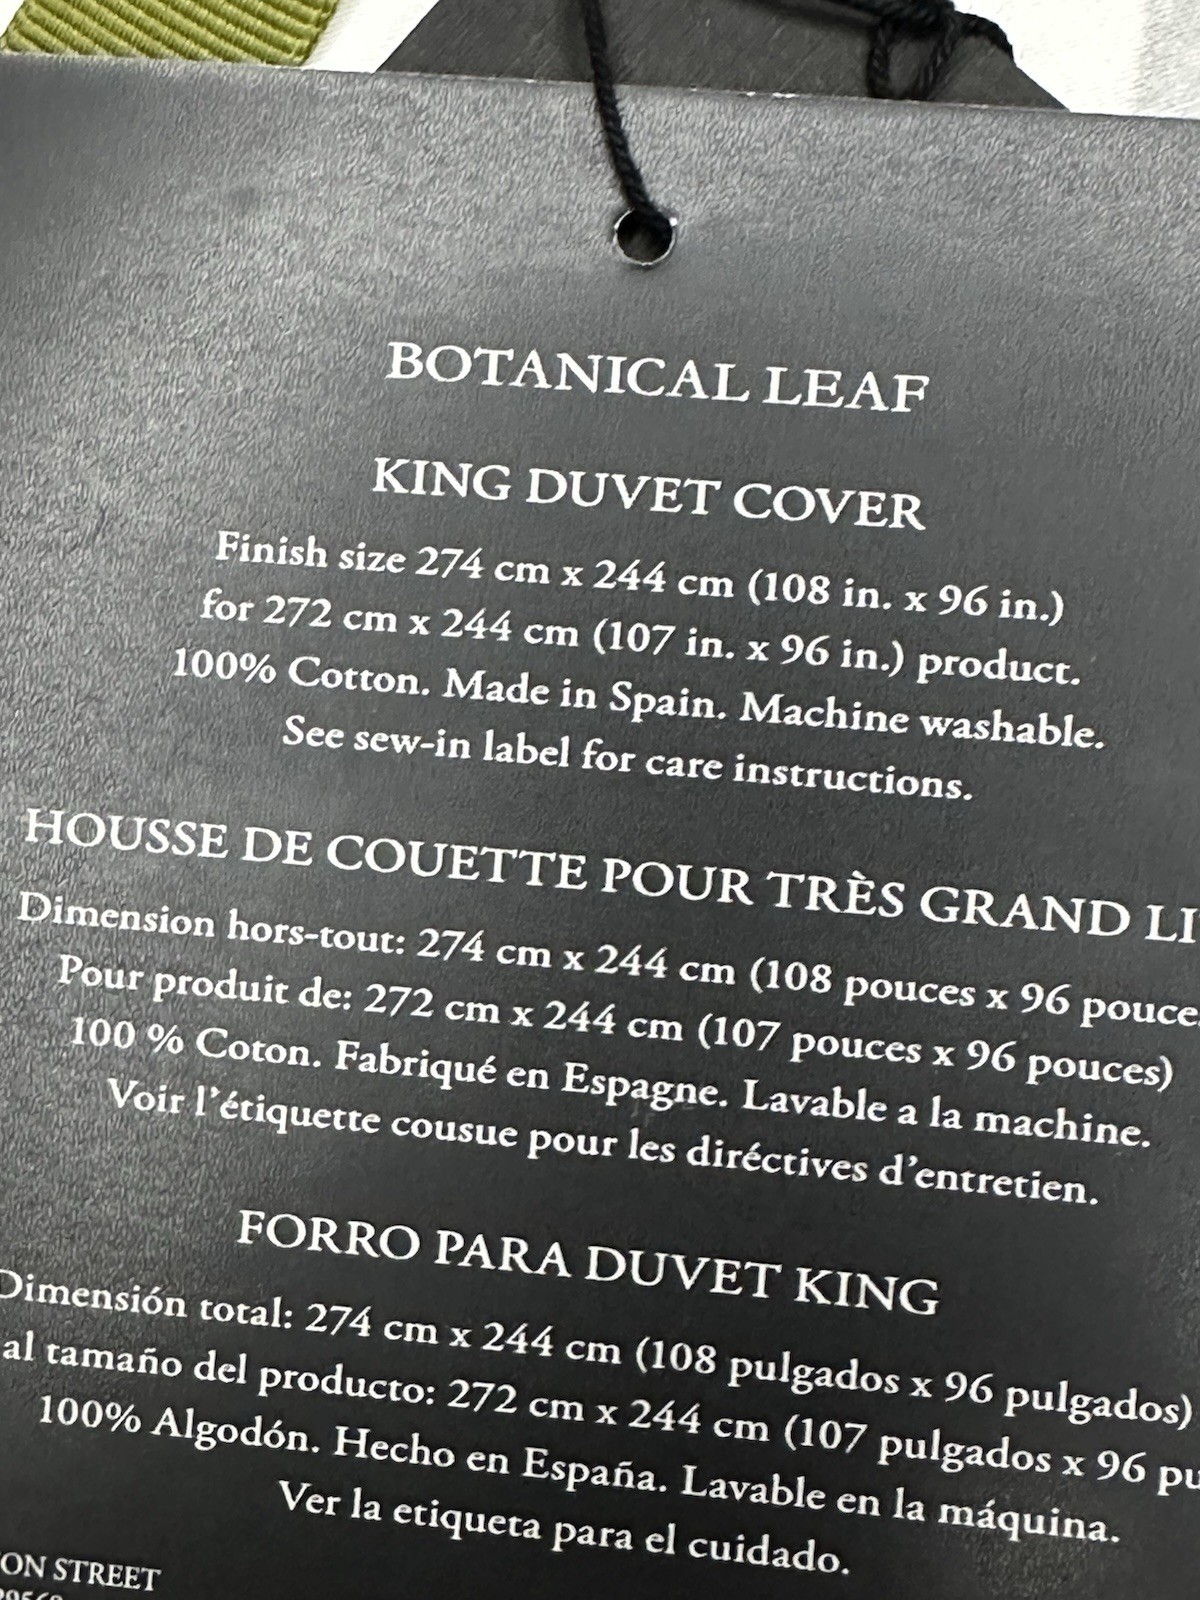 BOTANICAL LEAF
KING DUVET COVER
Finish size 274 cm x 244 cm (108 in. x 96 in.)
for 272 cm x 244 cm (107 in. x 96 in.) product.
100% Cotton. Made in Spain. Machine washable.
See sew-in label for care instructions.
HOUSSE DE COUETTE POUR TRÈS GRAND LI
Dimension hors-tout: 274 cm x 244 cm (108 pouces x 96 pouce
Pour produit de: 272 cm x 244 cm (107 pouces x 96 pouces)
100 % Coton. Fabriqué en Espagne. Lavable a la machine.
Voir l'étiquette cousue pour les diréctives d'entretien.
FORRO PARA DUVET KING
Dimensión total: 274 cm x 244 cm (108 pulgados x 96 pulgados)
al tamaño del producto: 272 cm x 244 cm (107 pulgados x 96 pu
100% Algodón. Hecho en España. Lavable en la máquina.
Ver la etiqueta para el cuidado.
ON STREET